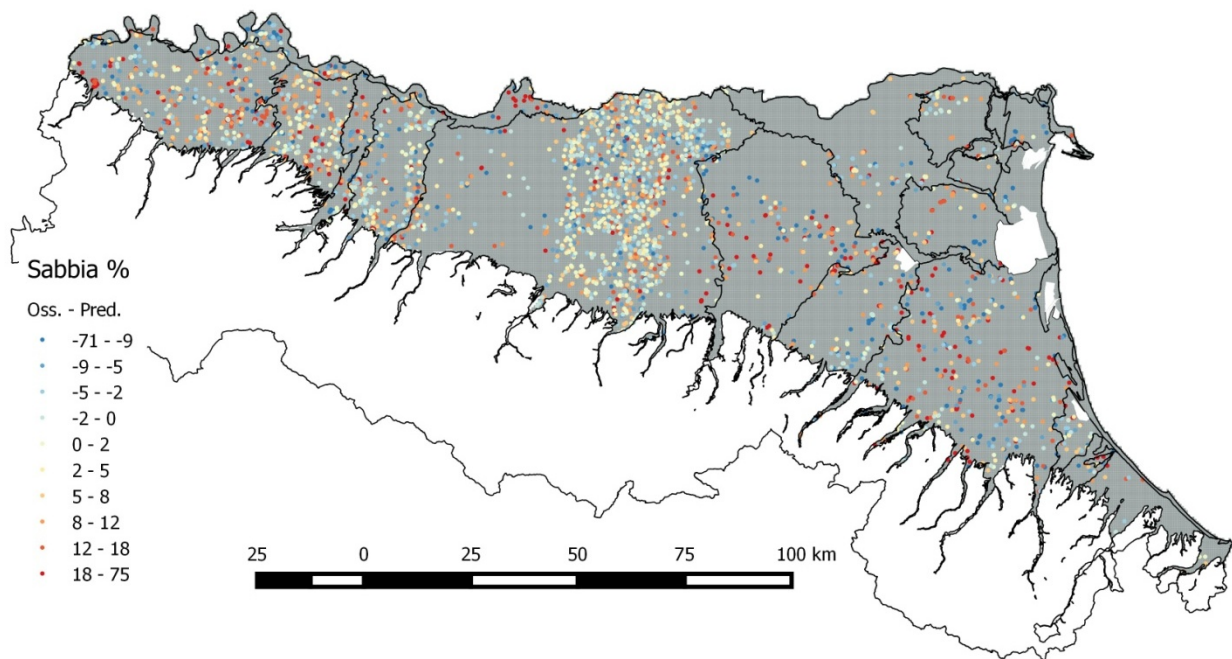 Sabbia %
Oss. - Pred.
-71 - -9
-9 - -5
-5 - -2
-2 - 0
0 - 2
2 - 5
5 - 8
8 - 12
12 - 18
18 - 75
25 0 25 50 75 100 km